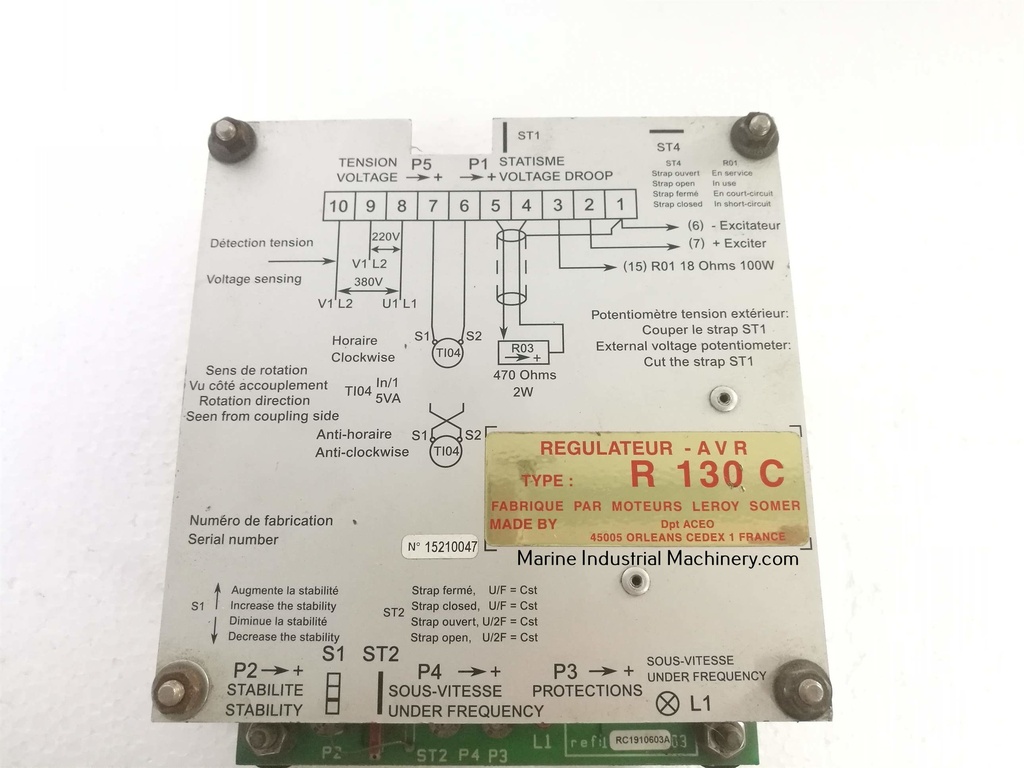 ST1
ST4
ST4 R01
Strap ouvert En service
Strap open In use
Strap fermé En court-circuit
Strap closed In short-circuit
TENSION P5 P1 STATISME
VOLTAGE + + VOLTAGE DROOP
10 9 8 7 6 5 4 3 2 1
(6) - Excitateur
(7) + Exciter
(15) R01 18 Ohms 100W
Détection tension
Voltage sensing
220V
V1 L2
380V
V1 L2 U1 L1
Potentiomètre tension extérieur:
Couper le strap ST1
External voltage potentiometer:
Cut the strap ST1
Horaire
Clockwise
S1 S2
TI04
R03
+
470 Ohms
2W
Sens de rotation
Vu côté accouplement
Rotation direction
Seen from coupling side
TI04 In/1
5VA
Anti-horaire
Anti-clockwise
S1 S2
TI04
REGULATEUR - A V R
TYPE : R 130 C
FABRIQUE PAR MOTEURS LEROY SOMER
MADE BY Dpt ACEO
45005 ORLEANS CEDEX 1 FRANCE
Marine Industrial Machinery.com
Numéro de fabrication
Serial number
N° 15210047
S1
Augmente la stabilité
Increase the stability
Diminue la stabilité
Decrease the stability
ST2
Strap fermé, U/F = Cst
Strap closed, U/F = Cst
Strap ouvert, U/2F = Cst
Strap open, U/2F = Cst
P2 +
STABILITE
STABILITY
S1
ST2
P4 +
SOUS-VITESSE
UNDER FREQUENCY
P3 +
PROTECTIONS
SOUS-VITESSE
UNDER FREQUENCY
L1
P2 ST2 P4 P3 L1 ref: RC1910603A 03